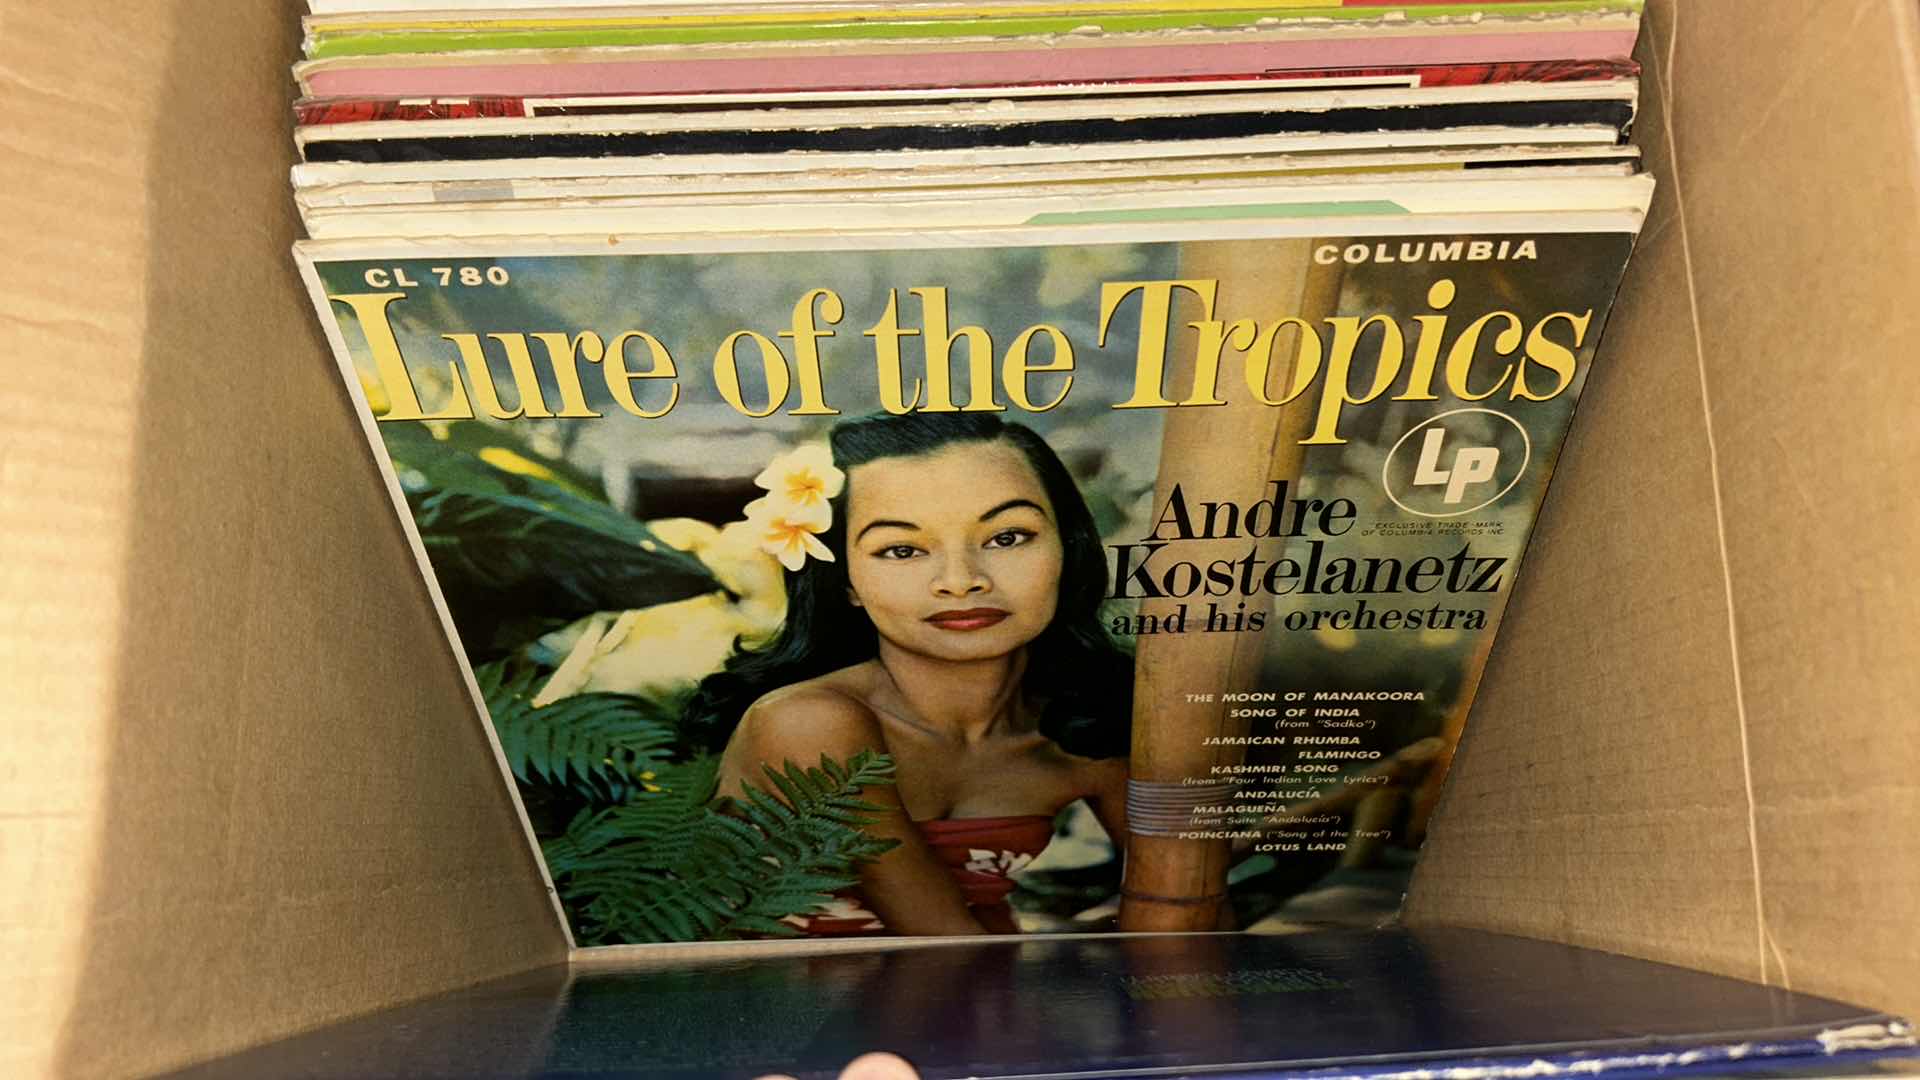 CL 780
COLUMBIA
Lure of the Tropics
LP
"EXCLUSIVE TRADE-MARK
OF COLUMBIA RECORDS INC
Andre
Kostelanetz
and his orchestra
THE MOON OF MANAKOORA
SONG OF INDIA
(from "Sadko")
JAMAICAN RHUMBA
FLAMINGO
KASHMIRI SONG
(from "Four Indian Love Lyrics")
ANDALUCÍA
MALAGUEÑA
(from Suite "Andalucía")
POINCIANA ("Song of the Tree")
LOTUS LAND